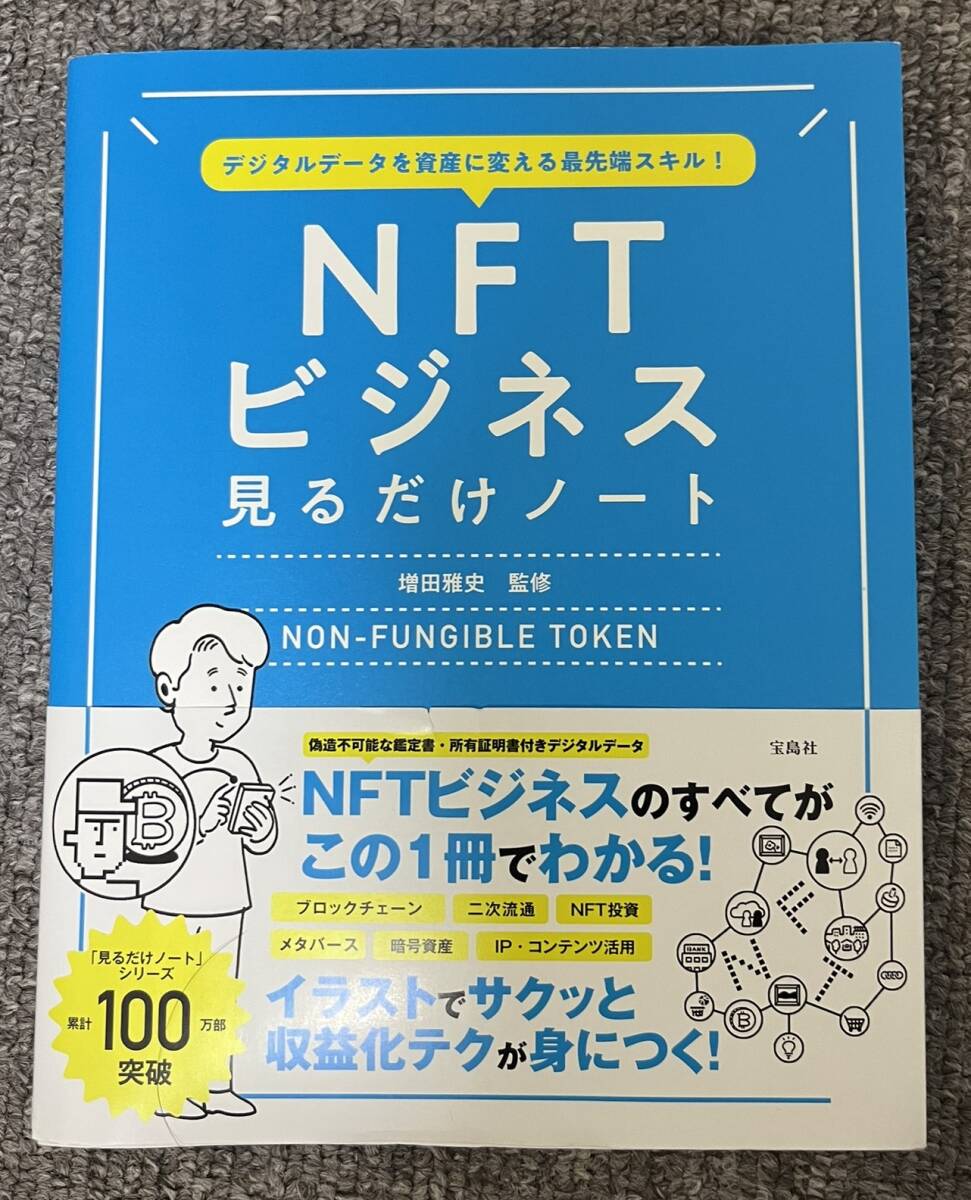 デジタルデータを資産に変える最先端スキル！
NFT
ビジネス
見るだけノート
増田雅史　監修
NON-FUNGIBLE TOKEN
偽造不可能な鑑定書・所有証明書付きデジタルデータ
宝島社
NFTビジネスのすべてが
この1冊でわかる！
ブロックチェーン　二次流通　NFT投資
メタバース　暗号資産　IP・コンテンツ活用
イラストでサクッと
収益化テクが身につく！
「見るだけノート」
シリーズ
累計100万部
突破
BANK
NFT